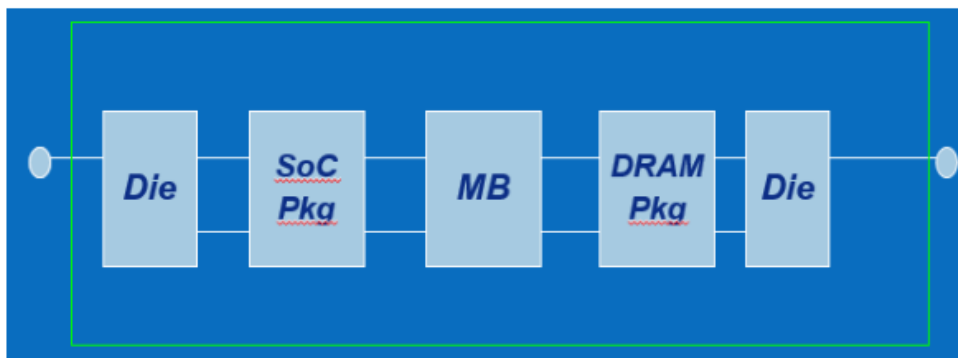 Die
SoC
Pkg
MB
DRAM
Pkg
Die